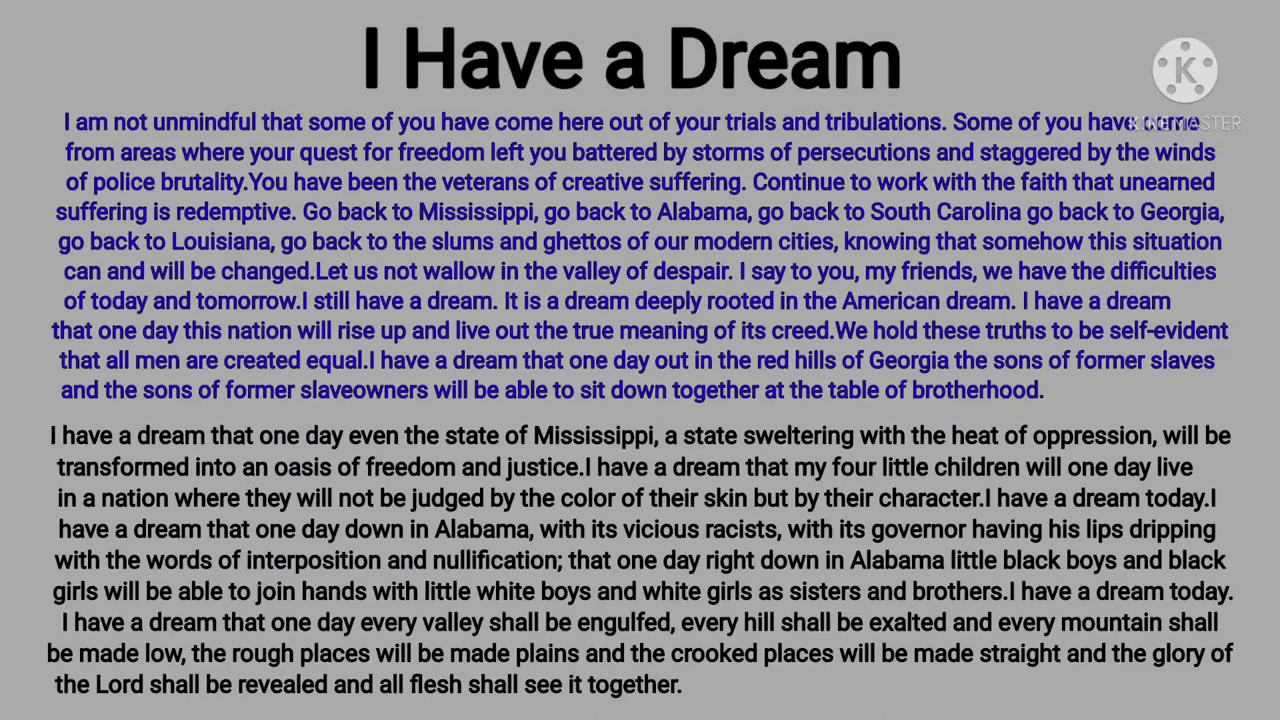 I Have a Dream
K
KINEMASTER
I am not unmindful that some of you have come here out of your trials and tribulations. Some of you have come
from areas where your quest for freedom left you battered by storms of persecutions and staggered by the winds
of police brutality.You have been the veterans of creative suffering. Continue to work with the faith that unearned
suffering is redemptive. Go back to Mississippi, go back to Alabama, go back to South Carolina go back to Georgia,
go back to Louisiana, go back to the slums and ghettos of our modern cities, knowing that somehow this situation
can and will be changed.Let us not wallow in the valley of despair. I say to you, my friends, we have the difficulties
of today and tomorrow.I still have a dream. It is a dream deeply rooted in the American dream. I have a dream
that one day this nation will rise up and live out the true meaning of its creed.We hold these truths to be self-evident
that all men are created equal.I have a dream that one day out in the red hills of Georgia the sons of former slaves
and the sons of former slaveowners will be able to sit down together at the table of brotherhood.
I have a dream that one day even the state of Mississippi, a state sweltering with the heat of oppression, will be
transformed into an oasis of freedom and justice.I have a dream that my four little children will one day live
in a nation where they will not be judged by the color of their skin but by their character.I have a dream today.I
have a dream that one day down in Alabama, with its vicious racists, with its governor having his lips dripping
with the words of interposition and nullification; that one day right down in Alabama little black boys and black
girls will be able to join hands with little white boys and white girls as sisters and brothers.I have a dream today.
I have a dream that one day every valley shall be engulfed, every hill shall be exalted and every mountain shall
be made low, the rough places will be made plains and the crooked places will be made straight and the glory of
the Lord shall be revealed and all flesh shall see it together.